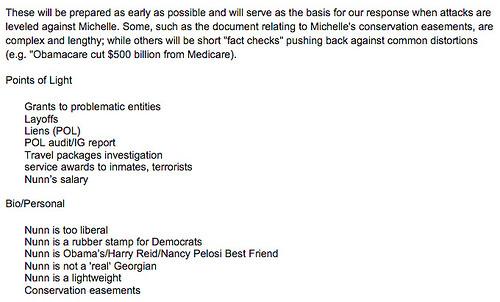 These will be prepared as early as possible and will serve as the basis for our response when attacks are
leveled against Michelle. Some, such as the document relating to Michelle's conservation easements, are
complex and lengthy; while others will be short "fact checks" pushing back against common distortions
(e.g. "Obamacare cut $500 billion from Medicare).
Points of Light
Grants to problematic entities
Layoffs
Liens (POL)
POL audit/IG report
Travel packages investigation
service awards to inmates, terrorists
Nunn's salary
Bio/Personal
Nunn is too liberal
Nunn is a rubber stamp for Democrats
Nunn is Obama's/Harry Reid/Nancy Pelosi Best Friend
Nunn is not a 'real' Georgian
Nunn is a lightweight
Conservation easements